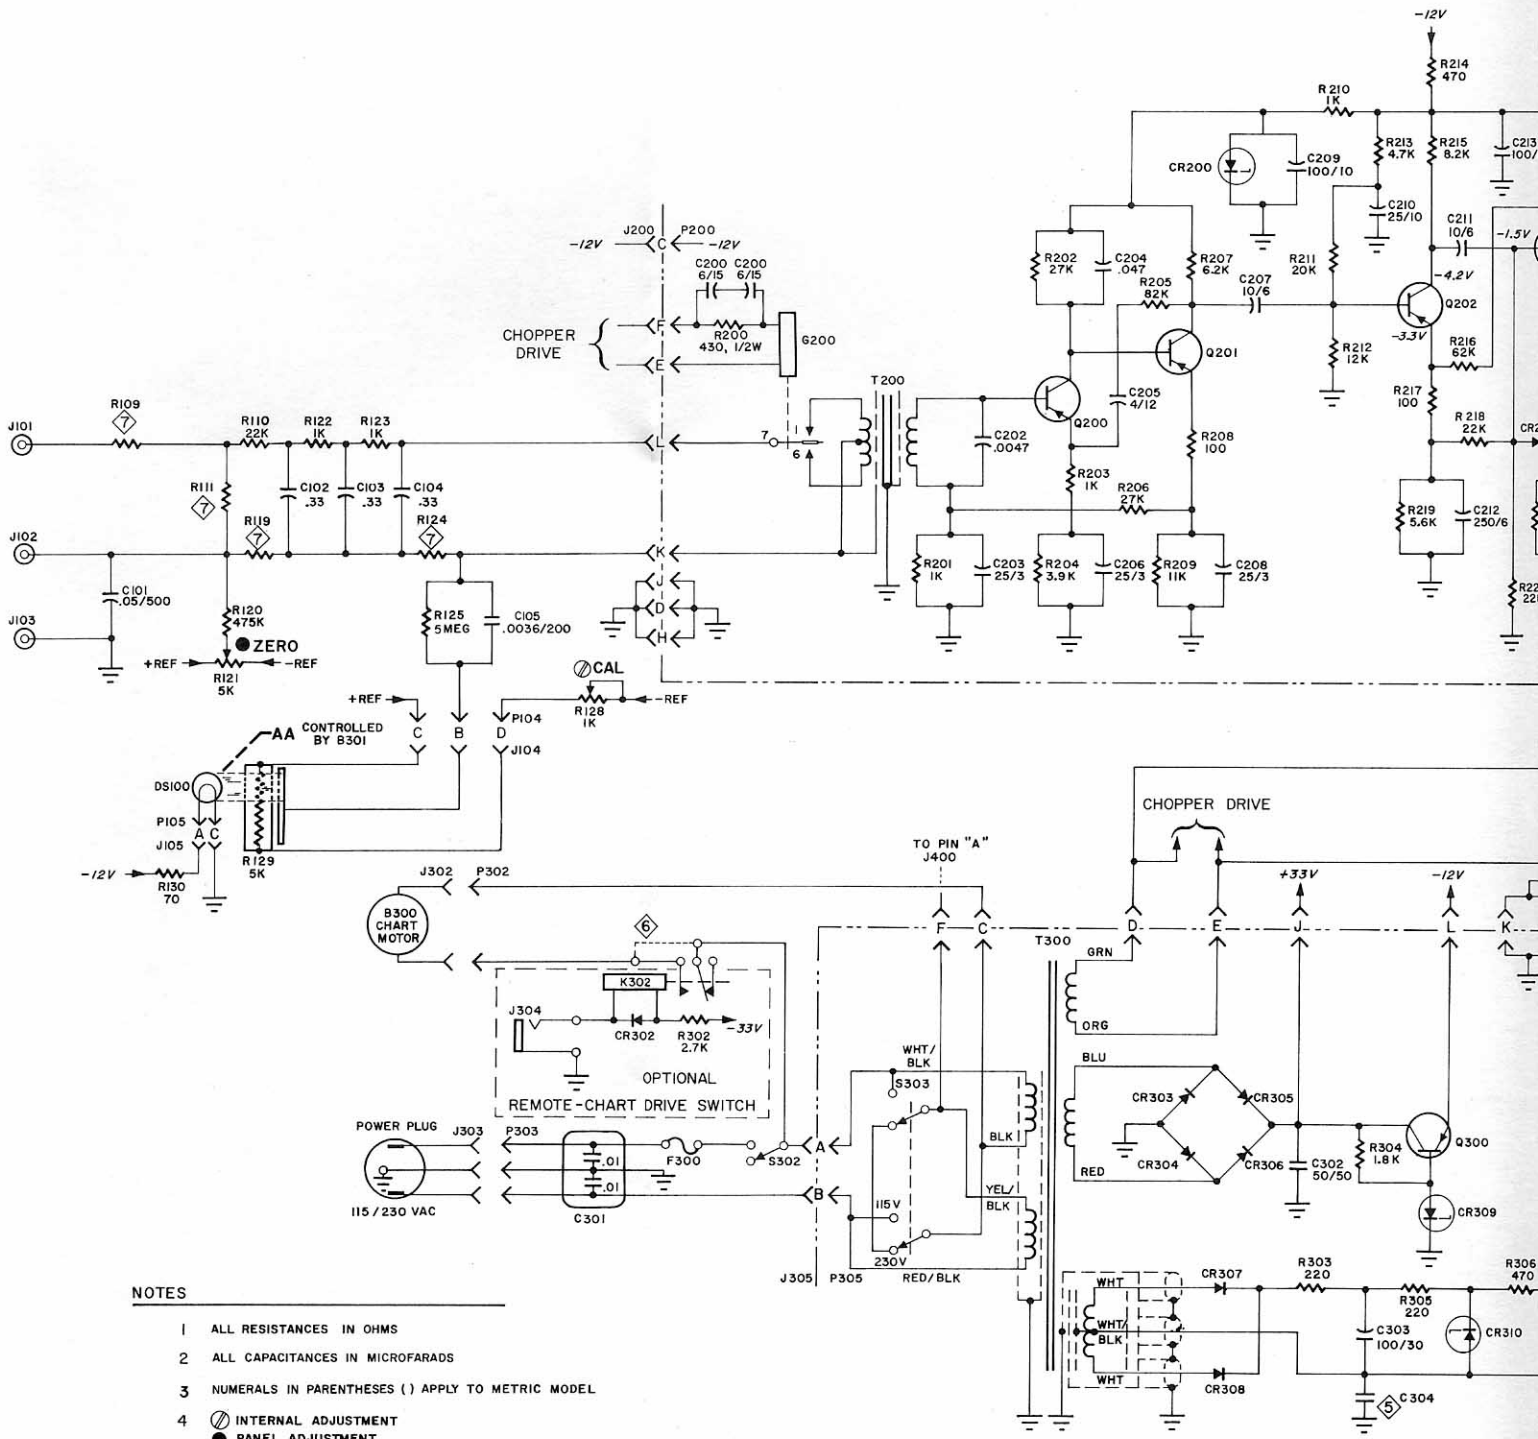 -12V
R214
470
R210
1K
R213
4.7K
R215
8.2K
C213
100/
CR200
C209
100/10
C210
25/10
C211
10/6
-1.5V
-12V
J200
C
P200
-12V
C200
6/15
C200
6/15
R202
27K
C204
.047
R207
6.2K
R211
20K
-4.2V
R205
82K
C207
10/6
Q202
CHOPPER
DRIVE
F
R200
430, 1/2W
G200
E
-3.3V
R212
12K
R216
62K
Q201
T200
C205
4/12
R217
100
Q200
J101
R109
7
R110
22K
R122
1K
R123
1K
L
7
1
6
C202
.0047
R208
100
R218
22K
CR2
R111
7
C102
.33
C103
.33
C104
.33
R203
1K
R206
27K
J102
R119
7
R124
7
K
R219
5.6K
C212
250/6
C101
.05/500
J
R201
1K
C203
25/3
R204
3.9K
C206
25/3
R209
11K
C208
25/3
R120
475K
R125
5MEG
C105
.0036/200
D
R22
22
J103
H
ZERO
+REF
-REF
R121
5K
CAL
+REF
R128
1K
-REF
AA
CONTROLLED
BY B301
C
B
D
P104
J104
DS100
P105
A C
J105
-12V
R130
70
R129
5K
CHOPPER DRIVE
TO PIN "A"
J400
J302
P302
+33V
-12V
B300
CHART
MOTOR
6
F
C
D
E
J
L
K
T300
GRN
K302
J304
CR302
R302
2.7K
-33V
ORG
OPTIONAL
REMOTE-CHART DRIVE SWITCH
WHT/
BLK
S303
BLU
CR303
CR305
POWER PLUG
J303
P303
.01
F300
S302
A
BLK
Q300
CR304
CR306
R304
1.8K
C302
50/50
.01
RED
B
YEL/
BLK
115/230 VAC
C301
115V
CR309
230V
J305
P305
RED/BLK
WHT
CR307
R303
220
R306
470
R305
220
NOTES
WHT/
BLK
C303
100/30
CR310
1 ALL RESISTANCES IN OHMS
2 ALL CAPACITANCES IN MICROFARADS
WHT
CR308
3 NUMERALS IN PARENTHESES ( ) APPLY TO METRIC MODEL
5
C304
4 INTERNAL ADJUSTMENT
PANEL ADJUSTMENT